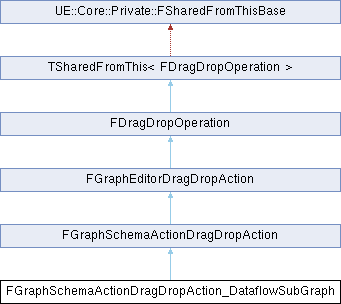 UE::Core::Private::FSharedFromThisBase
TSharedFromThis< FDragDropOperation >
FDragDropOperation
FGraphEditorDragDropAction
FGraphSchemaActionDragDropAction
FGraphSchemaActionDragDropAction_DataflowSubGraph